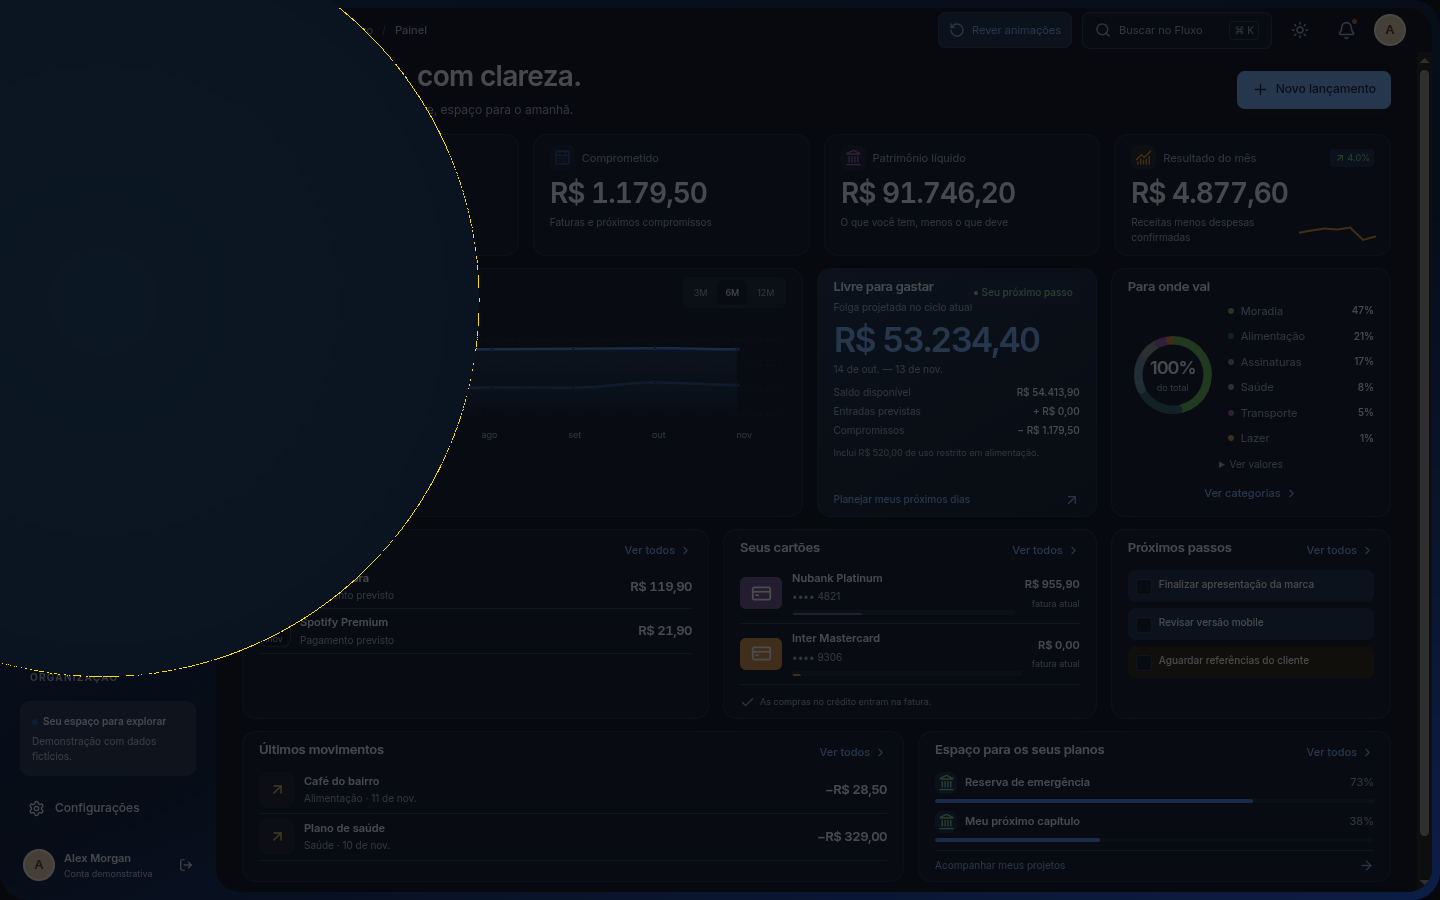 Painel
Rever animações
Buscar no Fluxo
⌘ K
A
com clareza.
, espaço para o amanhã.
Novo lançamento
Comprometido
R$ 1.179,50
Faturas e próximos compromissos
Patrimônio líquido
R$ 91.746,20
O que você tem, menos o que deve
Resultado do mês
4.0%
R$ 4.877,60
Receitas menos despesas
confirmadas
3M 6M 12M
ago set out nov
Livre para gastar
Seu próximo passo
Folga projetada no ciclo atual
R$ 53.234,40
14 de out. — 13 de nov.
Saldo disponível R$ 54.413,90
Entradas previstas + R$ 0,00
Compromissos − R$ 1.179,50
Inclui R$ 520,00 de uso restrito em alimentação.
Planejar meus próximos dias
Para onde vai
100%
do total
Moradia 47%
Alimentação 21%
Assinaturas 17%
Saúde 8%
Transporte 5%
Lazer 1%
Ver valores
Ver categorias
Ver todos
R$ 119,90
previsto
Spotify Premium
Pagamento previsto
R$ 21,90
nov
Seus cartões
Ver todos
Nubank Platinum
•••• 4821
R$ 955,90
fatura atual
Inter Mastercard
•••• 9306
R$ 0,00
fatura atual
As compras no crédito entram na fatura.
Próximos passos
Ver todos
Finalizar apresentação da marca
Revisar versão mobile
Aguardar referências do cliente
ORGANIZAÇÃO
Seu espaço para explorar
Demonstração com dados
fictícios.
Configurações
A
Alex Morgan
Conta demonstrativa
Últimos movimentos
Ver todos
Café do bairro
Alimentação · 11 de nov.
−R$ 28,50
Plano de saúde
Saúde · 10 de nov.
−R$ 329,00
Espaço para os seus planos
Ver todos
Reserva de emergência 73%
Meu próximo capítulo 38%
Acompanhar meus projetos